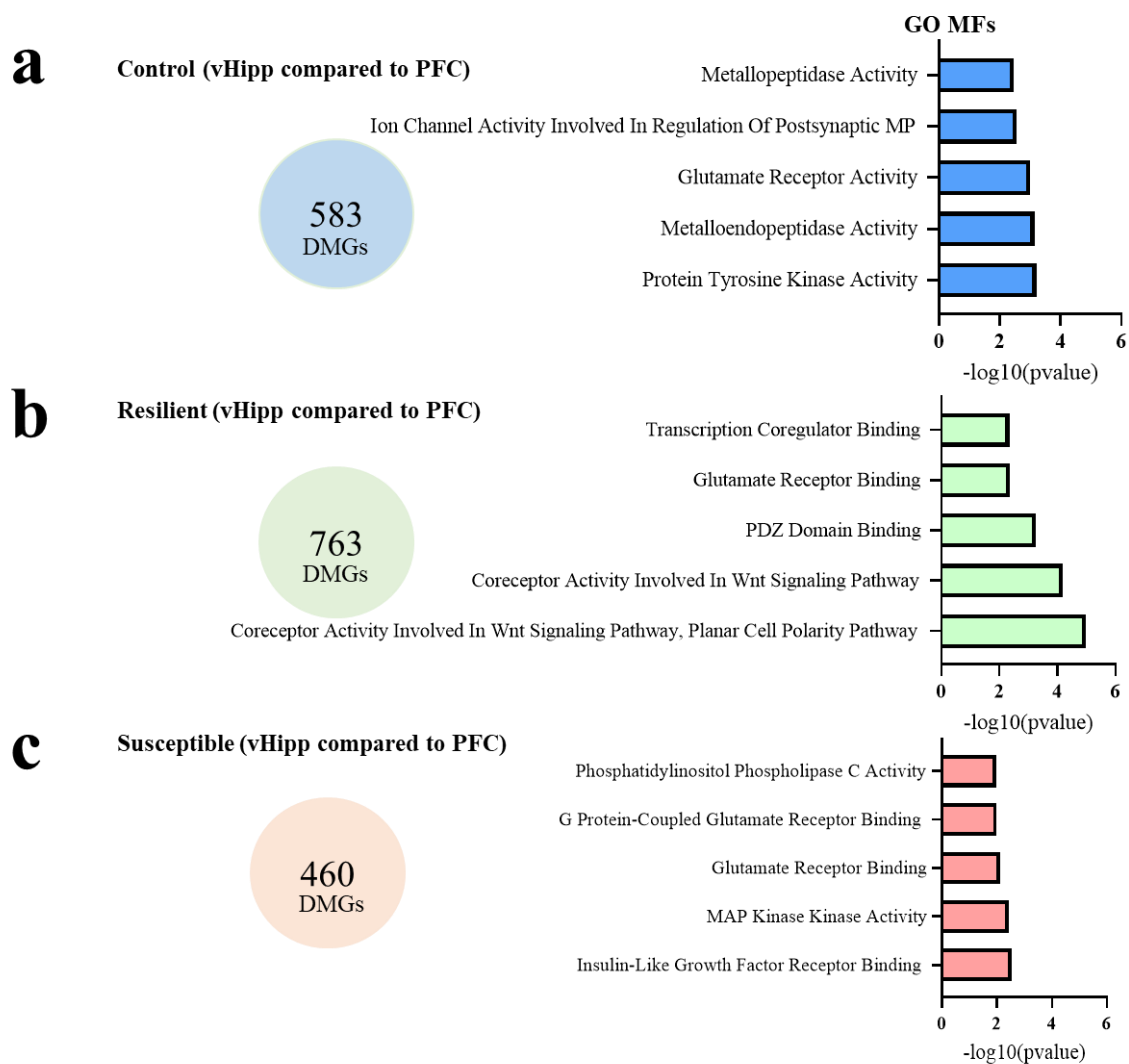 GO MFs
a
Control (vHipp compared to PFC)
583
DMGs
Metallopeptidase Activity
Ion Channel Activity Involved In Regulation Of Postsynaptic MP
Glutamate Receptor Activity
Metalloendopeptidase Activity
Protein Tyrosine Kinase Activity
0 2 4 6
-log10(pvalue)
b
Resilient (vHipp compared to PFC)
763
DMGs
Transcription Coregulator Binding
Glutamate Receptor Binding
PDZ Domain Binding
Coreceptor Activity Involved In Wnt Signaling Pathway
Coreceptor Activity Involved In Wnt Signaling Pathway, Planar Cell Polarity Pathway
0 2 4 6
-log10(pvalue)
c
Susceptible (vHipp compared to PFC)
460
DMGs
Phosphatidylinositol Phospholipase C Activity
G Protein-Coupled Glutamate Receptor Binding
Glutamate Receptor Binding
MAP Kinase Kinase Activity
Insulin-Like Growth Factor Receptor Binding
0 2 4 6
-log10(pvalue)